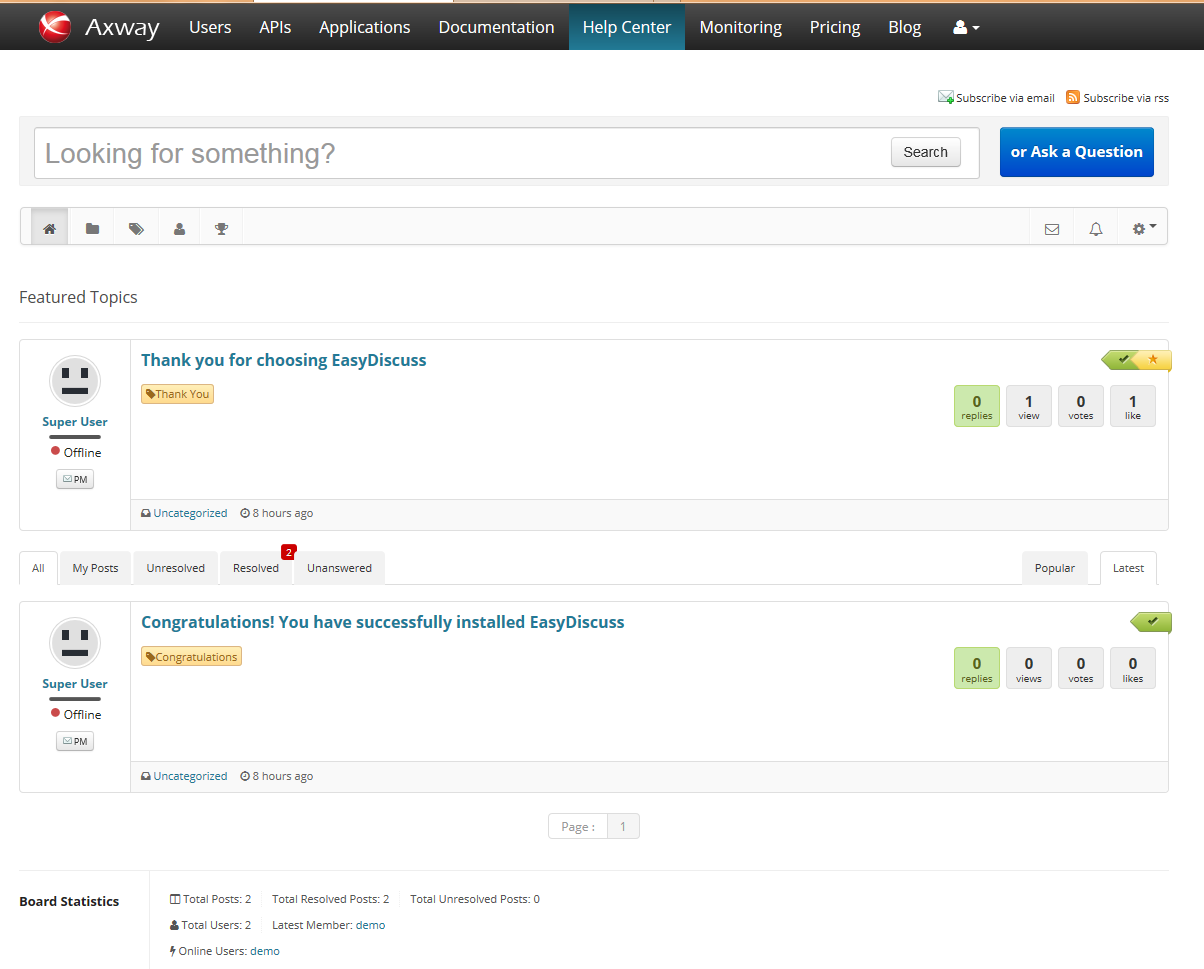 Axway Users APIs Applications Documentation Help Center Monitoring Pricing Blog
Subscribe via email Subscribe via rss
Looking for something? Search or Ask a Question
Featured Topics
Thank you for choosing EasyDiscuss
Thank You
0 1 0 1
replies view votes like
Super User
Offline
PM
Uncategorized 8 hours ago
2
All My Posts Unresolved Resolved Unanswered Popular Latest
Congratulations! You have successfully installed EasyDiscuss
Congratulations
0 0 0 0
replies views votes likes
Super User
Offline
PM
Uncategorized 8 hours ago
Page : 1
Board Statistics Total Posts: 2 Total Resolved Posts: 2 Total Unresolved Posts: 0
Total Users: 2 Latest Member: demo
Online Users: demo